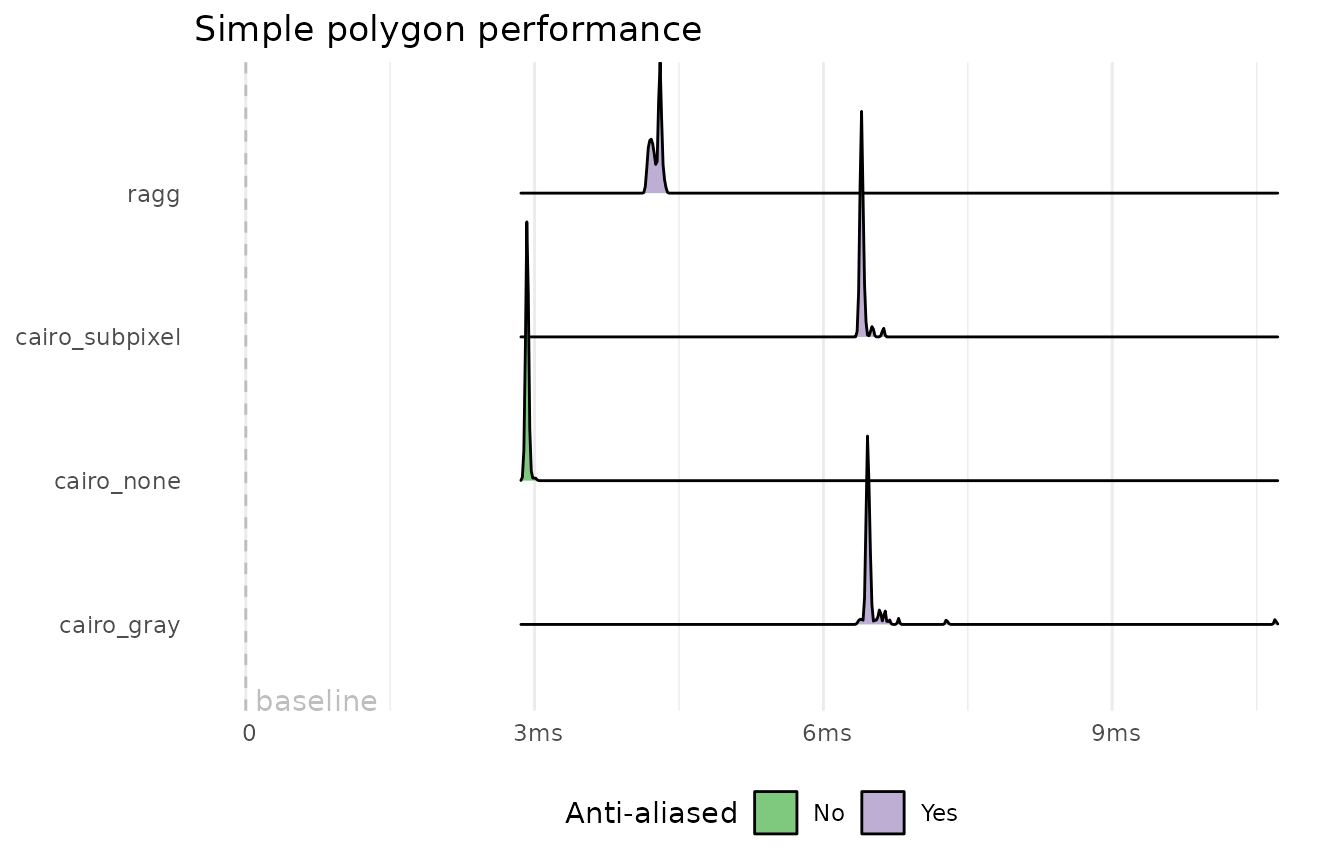 Simple polygon performance
ragg
cairo_subpixel
cairo_none
cairo_gray
baseline
0 3ms 6ms 9ms
Anti-aliased No Yes